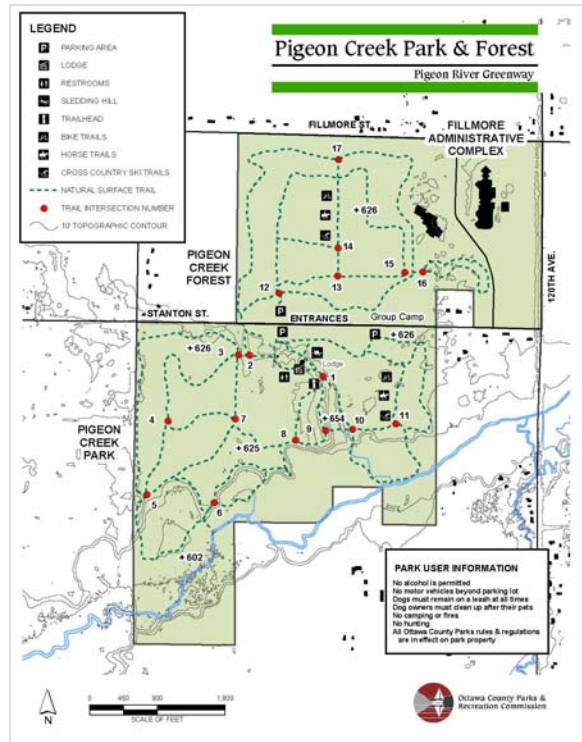 LEGEND
PARKING AREA
LODGE
RESTROOMS
SLEDDING HILL
TRAILHEAD
BIKE TRAILS
HORSE TRAILS
CROSS COUNTRY SKI TRAILS
NATURAL SURFACE TRAIL
TRAIL INTERSECTION NUMBER
10' TOPOGRAPHIC CONTOUR
Pigeon Creek Park & Forest
Pigeon River Greenway
FILLMORE ST.
FILLMORE
ADMINISTRATIVE
COMPLEX
17
+ 626
14
PIGEON
CREEK
FOREST
15
16
13
12
120TH AVE.
P
STANTON ST.
ENTRANCES
Group Camp
P
P
+ 626
+ 626
3
2
Lodge
1
4
7
+ 654
11
PIGEON
CREEK
PARK
+ 625
8
9
10
5
6
+ 602
PARK USER INFORMATION
No alcohol is permitted
No motor vehicles beyond parking lot
Dogs must remain on a leash at all times
Dog owners must clean up after their pets
No camping or fires
No hunting
All Ottawa County Parks rules & regulations
are in effect on park property
N
0 450 900 1,800
SCALE OF FEET
Ottawa County Parks &
Recreation Commission